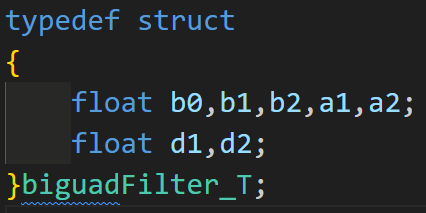 typedef struct
{
    float b0,b1,b2,a1,a2;
    float d1,d2;
}biguadFilter_T;